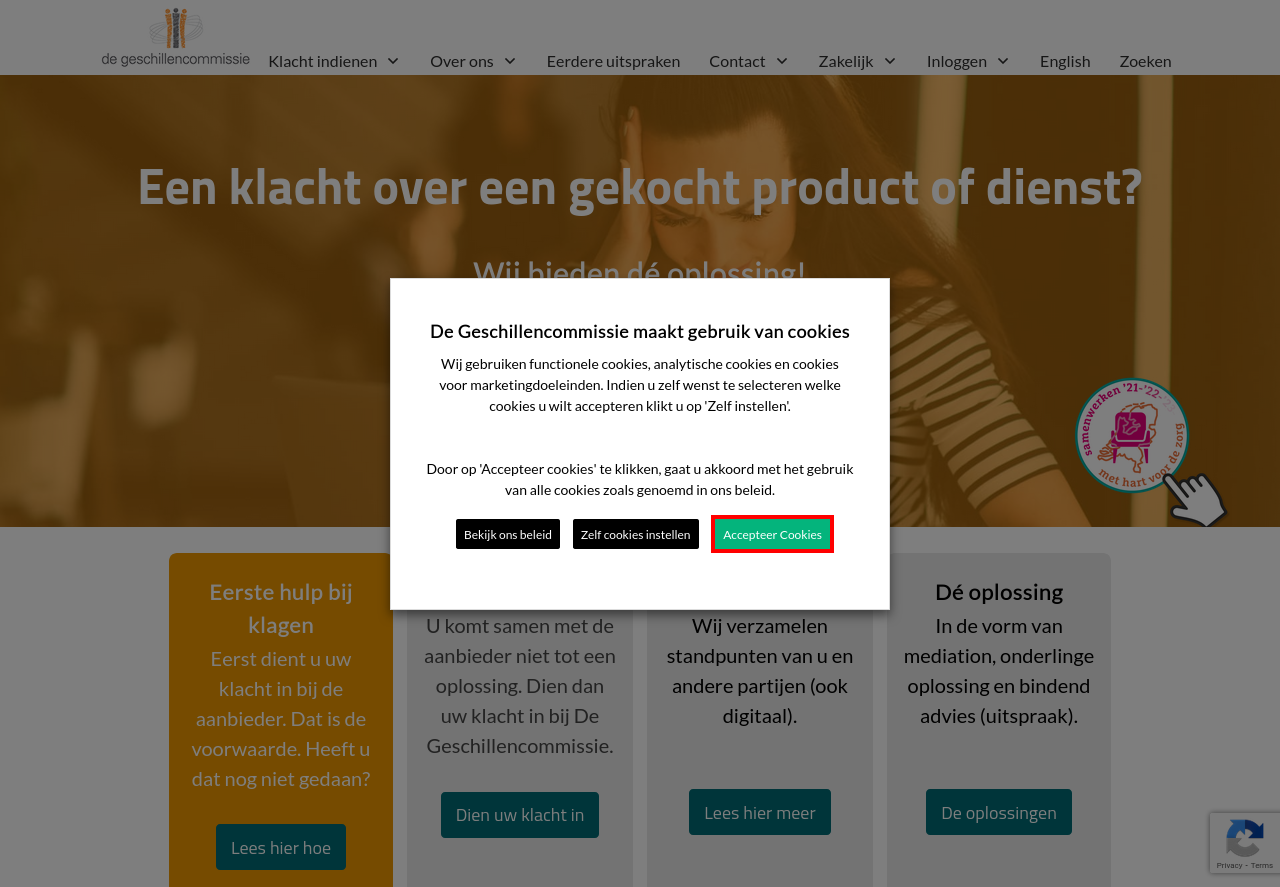 de geschillencommissie
Klacht indienen Over ons Eerdere uitspraken Contact Zakelijk Inloggen English Zoeken
Een klacht over een gekocht product of dienst?
Wij bieden dé oplossing!
samenwerken '21-'22-'23
met hart voor de zorg
De Geschillencommissie maakt gebruik van cookies
Wij gebruiken functionele cookies, analytische cookies en cookies
voor marketingdoeleinden. Indien u zelf wenst te selecteren welke
cookies u wilt accepteren klikt u op 'Zelf instellen'.
Door op 'Accepteer cookies' te klikken, gaat u akkoord met het gebruik
van alle cookies zoals genoemd in ons beleid.
Bekijk ons beleid Zelf cookies instellen Accepteer Cookies
Eerste hulp bij
klagen
Eerst dient u uw
klacht in bij de
aanbieder. Dat is de
voorwaarde. Heeft u
dat nog niet gedaan?
Lees hier hoe
U komt samen met de
aanbieder niet tot een
oplossing. Dien dan
uw klacht in bij De
Geschillencommissie.
Dien uw klacht in
Wij verzamelen
standpunten van u en
andere partijen (ook
digitaal).
Lees hier meer
Dé oplossing
In de vorm van
mediation, onderlinge
oplossing en bindend
advies (uitspraak).
De oplossingen
Privacy - Terms